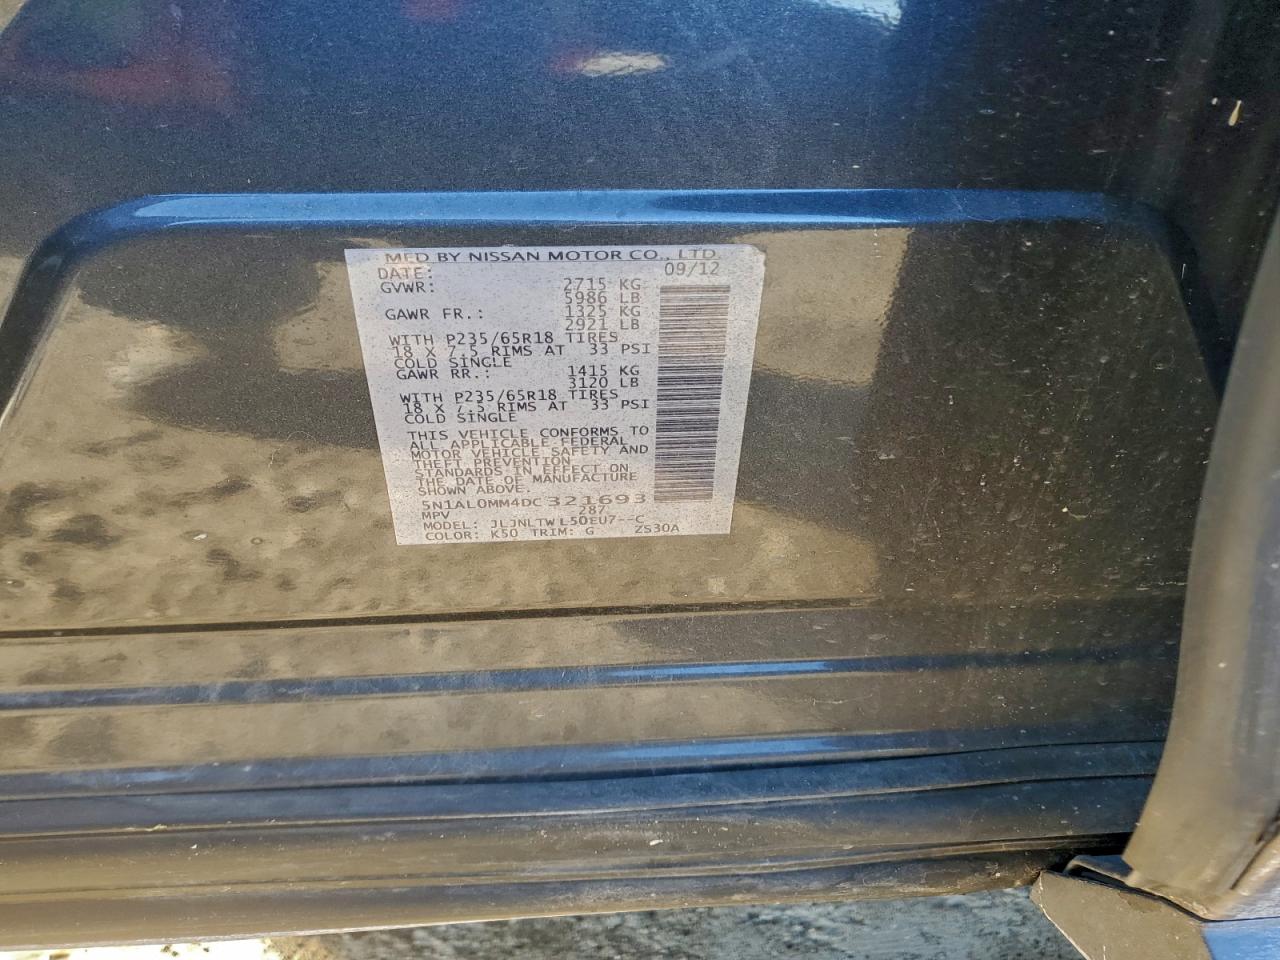 MFD BY NISSAN MOTOR CO., LTD.
DATE: 09/12
GVWR: 2715 KG
5986 LB
GAWR FR.: 1325 KG
2921 LB
WITH P235/65R18 TIRES
18 X 7.5 RIMS AT 33 PSI
COLD SINGLE
GAWR RR.: 1415 KG
3120 LB
WITH P235/65R18 TIRES
18 X 7.5 RIMS AT 33 PSI
COLD SINGLE
THIS VEHICLE CONFORMS TO
ALL APPLICABLE FEDERAL
MOTOR VEHICLE SAFETY AND
THEFT PREVENTION
STANDARDS IN EFFECT ON
THE DATE OF MANUFACTURE
SHOWN ABOVE.
5N1AL0MM4DC321693
MPV 287
MODEL: JLJNLTW L50EU7--C
COLOR: K50 TRIM: G ZS30A